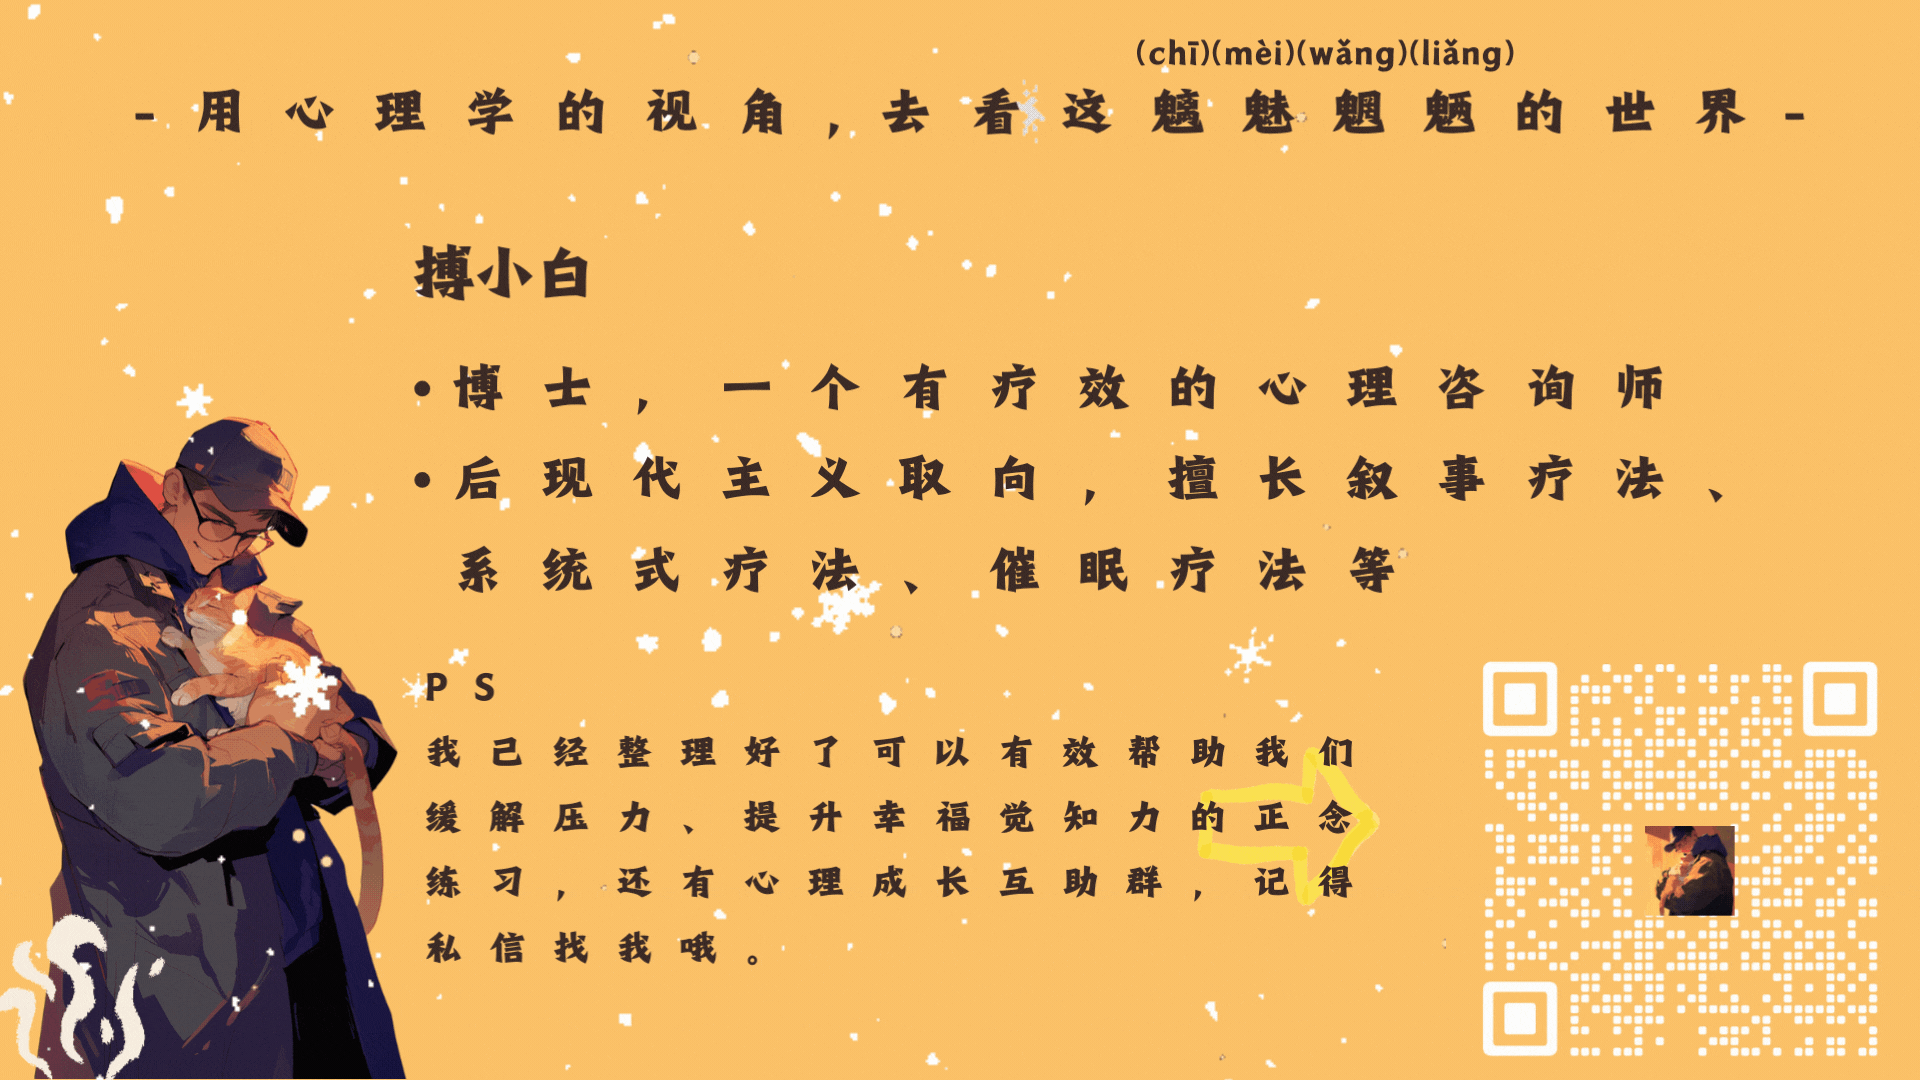 (chī)(mèi)(wǎng)(liǎng)
- 用心理学的视角，去看这魑魅魍魉的世界 -
搏小白
• 博士，一个有疗效的心理咨询师
• 后现代主义取向，擅长叙事疗法、
系统式疗法、催眠疗法等
PS
我己经整理好了可以有效帮助我们
缓解压力、提升幸福觉知力的正念
练习，还有心理成长互助群，记得
私信找我哦。